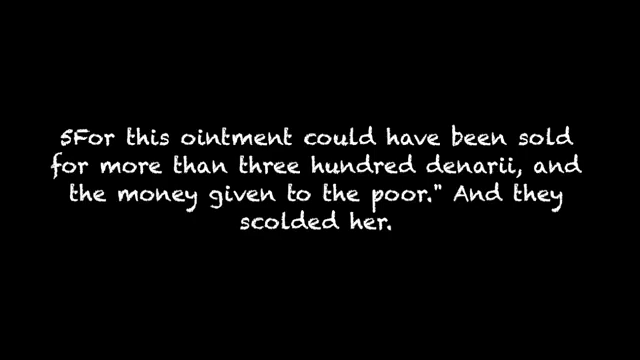 5For this ointment could have been sold
for more than three hundred denarii, and
the money given to the poor." And they
scolded her.